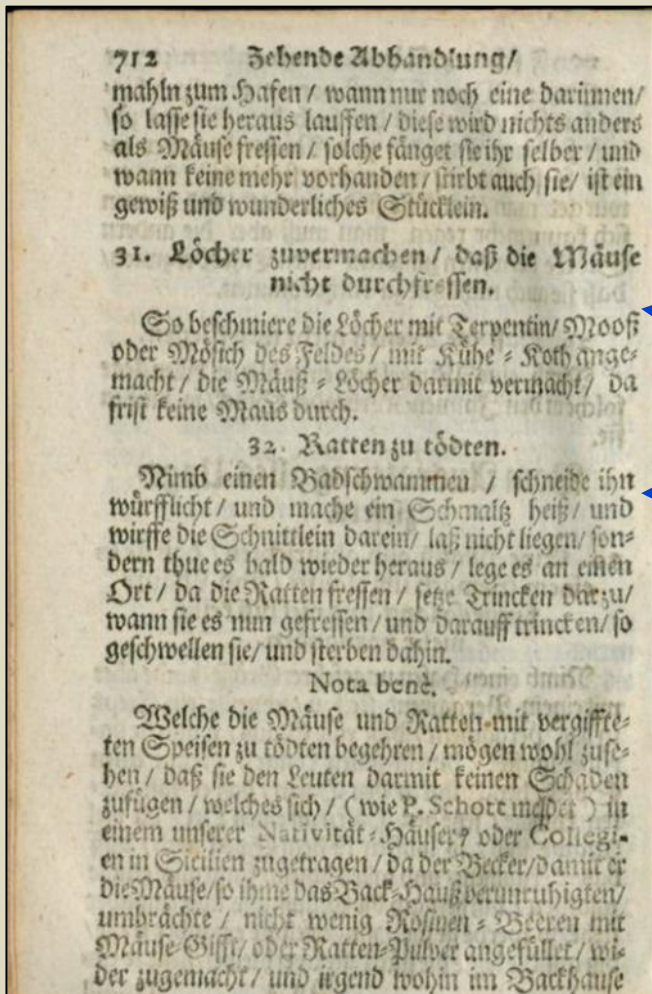 712 Zehende Abhandlung/
mahln zum Hafen / wann nur noch eine darinnen/
so lasse sie heraus lauffen / diese wird nichts anders
als Mäuse fressen / solche fänget sie ihr selber / und
wann keine mehr vorhanden / stirbt auch sie/ ist ein
gewiß und wunderliches Stücklein.
31. Löcher zuvermachen / daß die Mäuse
nicht durchfressen.
So beschmiere die Löcher mit Terpentin/ Mooß
oder Mösich des Feldes / mit Kühe = Koth ange=
macht / die Mäuß = Löcher darmit vermacht / da
frist keine Maus durch.
32. Ratten zu tödten.
Nimb einen Badschwammen / schneide ihn
würfflicht / und mache ein Schmaltz heiß / und
wirffe die Schnittlein darein / laß nicht liegen / son=
dern thue es bald wieder heraus / lege es an einen
Ort / da die Ratten fressen / setze Trincken darzu/
wann sie es nun gefressen / und darauff trincken / so
geschwellen sie/ und sterben dahin.
Nota benè.
Welche die Mäuse und Ratten mit vergiffte=
ten Speisen zu tödten begehren / mögen wohl zuse=
hen / daß sie den Leuten darmit keinen Schaden
zufügen / welches sich / ( wie P. Schott meldet ) in
einem unserer Nativität = Häuser / oder Collegi-
en in Sicilien zugetragen / da der Becker/ damit er
die Mäuse/ so ihme das Back=Hauß verunruhigten/
umbrächte / nicht wenig Rosinen = Beeren mit
Mäuse=Gifft/ oder Ratten=Pulver angefüllet / wi=
der zugemacht / und irgend wohin im Backhause